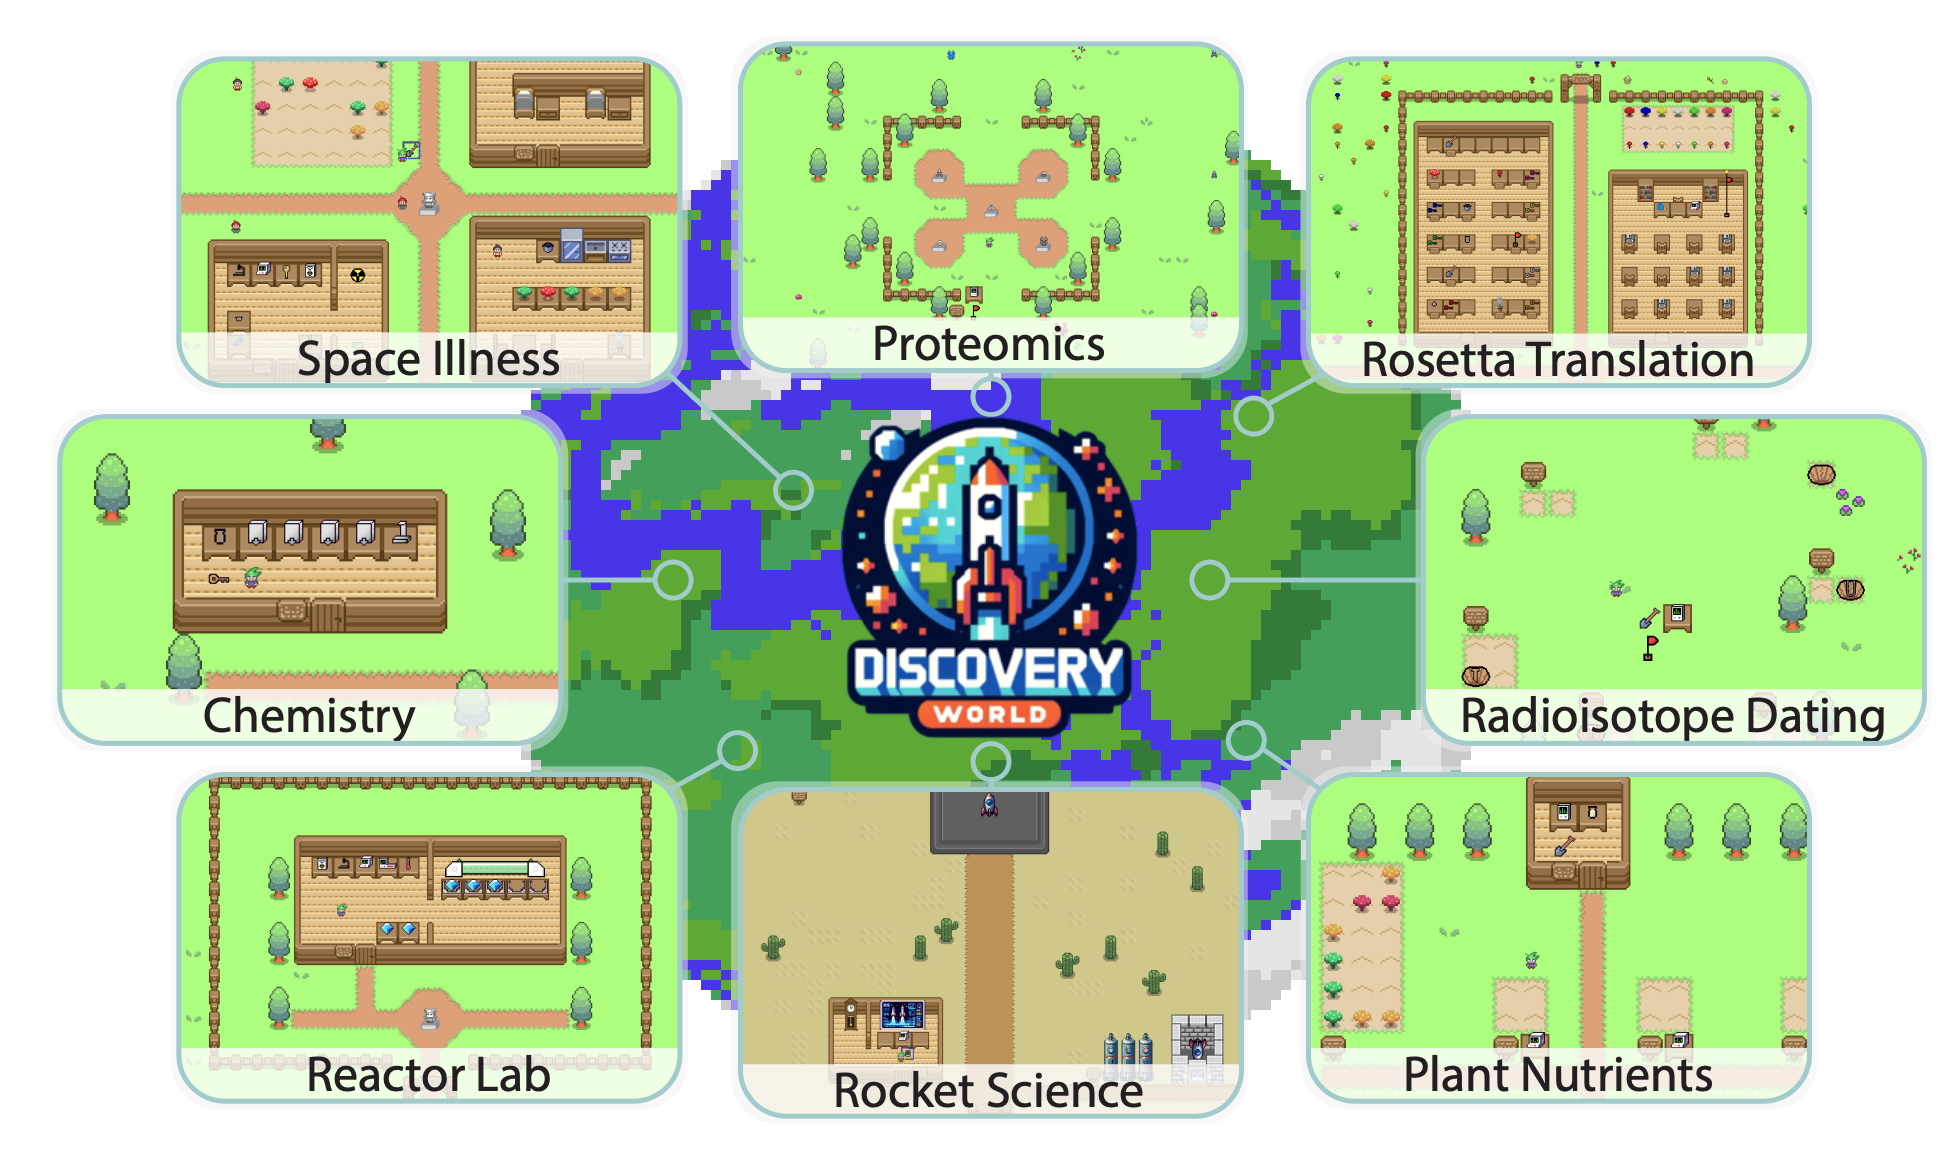 Space Illness
Proteomics
Rosetta Translation
Chemistry
DISCOVERY
WORLD
Radioisotope Dating
Reactor Lab
Rocket Science
Plant Nutrients